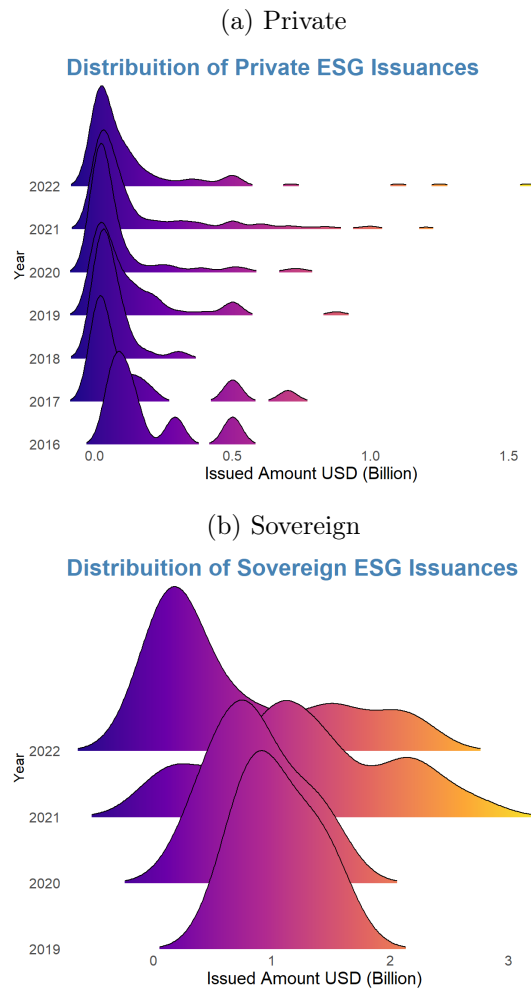 (a) Private
Distribuition of Private ESG Issuances
2022
2021
2020
2019
2018
2017
2016
Year
0.0 0.5 1.0 1.5
Issued Amount USD (Billion)
(b) Sovereign
Distribuition of Sovereign ESG Issuances
2022
2021
2020
2019
Year
0 1 2 3
Issued Amount USD (Billion)